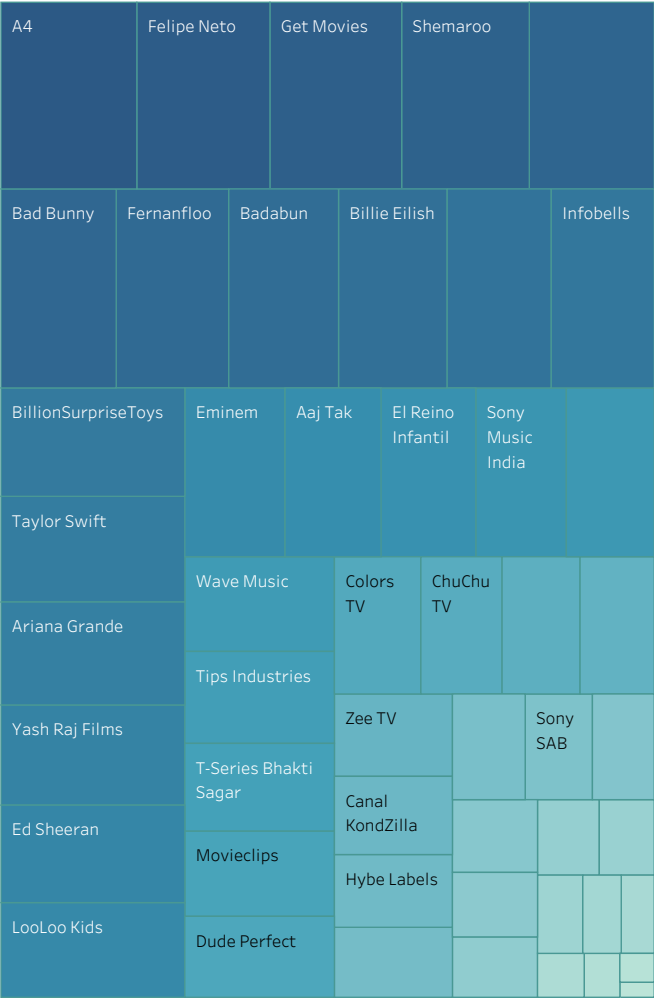 A4
Felipe Neto
Get Movies
Shemaroo
Bad Bunny
Fernanfloo
Badabun
Billie Eilish
Infobells
BillionSurpriseToys
Taylor Swift
Ariana Grande
Yash Raj Films
Ed Sheeran
LooLoo Kids
Eminem
Aaj Tak
El Reino
Infantil
Sony
Music
India
Wave Music
Tips Industries
T-Series Bhakti
Sagar
Movieclips
Dude Perfect
Colors
TV
ChuChu
TV
Zee TV
Canal
KondZilla
Hybe Labels
Sony
SAB